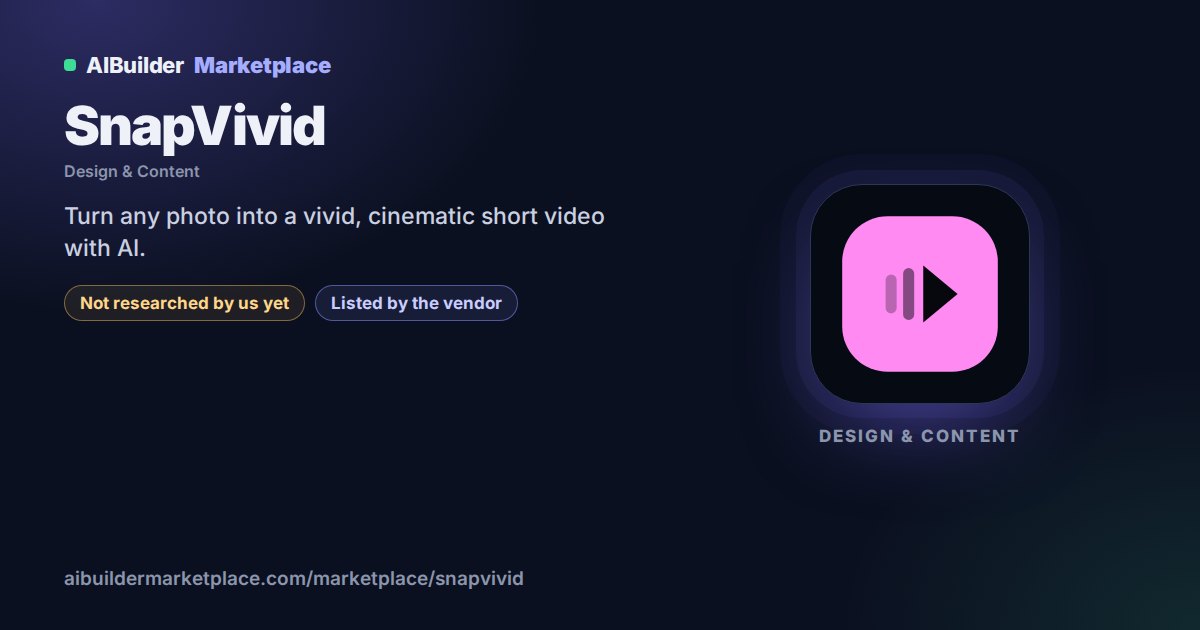 AIBuilder Marketplace
SnapVivid
Design & Content
Turn any photo into a vivid, cinematic short video
with AI.
Not researched by us yet
Listed by the vendor
DESIGN & CONTENT
aibuildermarketplace.com/marketplace/snapvivid